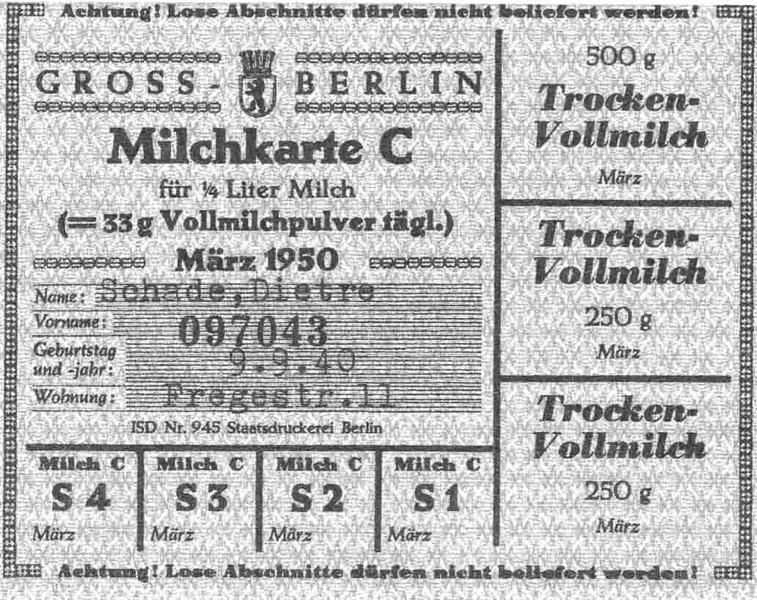 Achtung! Lose Abschnitte dürfen nicht beliefert werden!
GROSS-BERLIN
Milchkarte C
für ¼ Liter Milch
(= 33 g Vollmilchpulver tägl.)
März 1950
Name: Schade, Dietre
Vorname:
097043
Geburtstag
und -jahr: 9.9.40
Wohnung: Fregestr.11
ISD Nr. 945 Staatsdruckerei Berlin
500 g
Trocken-
Vollmilch
März
Trocken-
Vollmilch
250 g
März
Trocken-
Vollmilch
250 g
März
Milch C
S 4
März
Milch C
S 3
März
Milch C
S 2
März
Milch C
S 1
März
Achtung! Lose Abschnitte dürfen nicht beliefert werden!